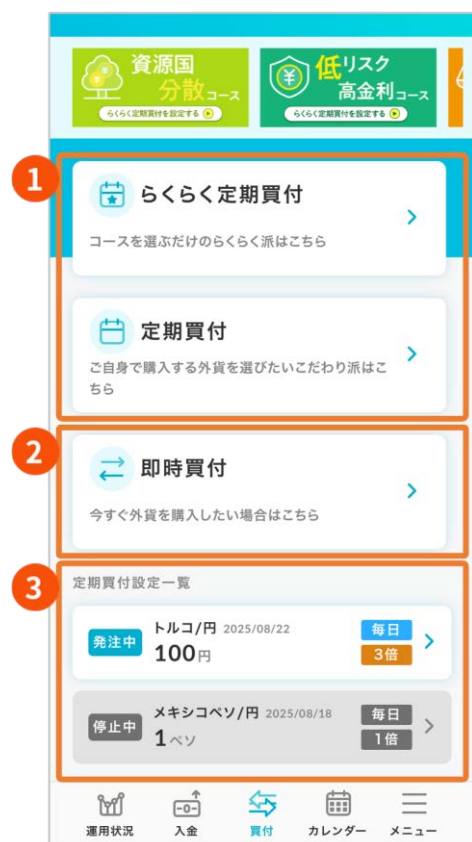 資源国
分散コース
らくらく定期買付を設定する
低リスク
高金利コース
らくらく定期買付を設定する
1
らくらく定期買付
コースを選ぶだけのらくらく派はこちら
定期買付
ご自身で購入する外貨を選びたいこだわり派はこ
ちら
2
即時買付
今すぐ外貨を購入したい場合はこちら
3
定期買付設定一覧
発注中
トルコ/円 2025/08/22
100円
毎日
3倍
停止中
メキシコペソ/円 2025/08/18
1ペソ
毎日
1倍
運用状況 入金 買付 カレンダー メニュー